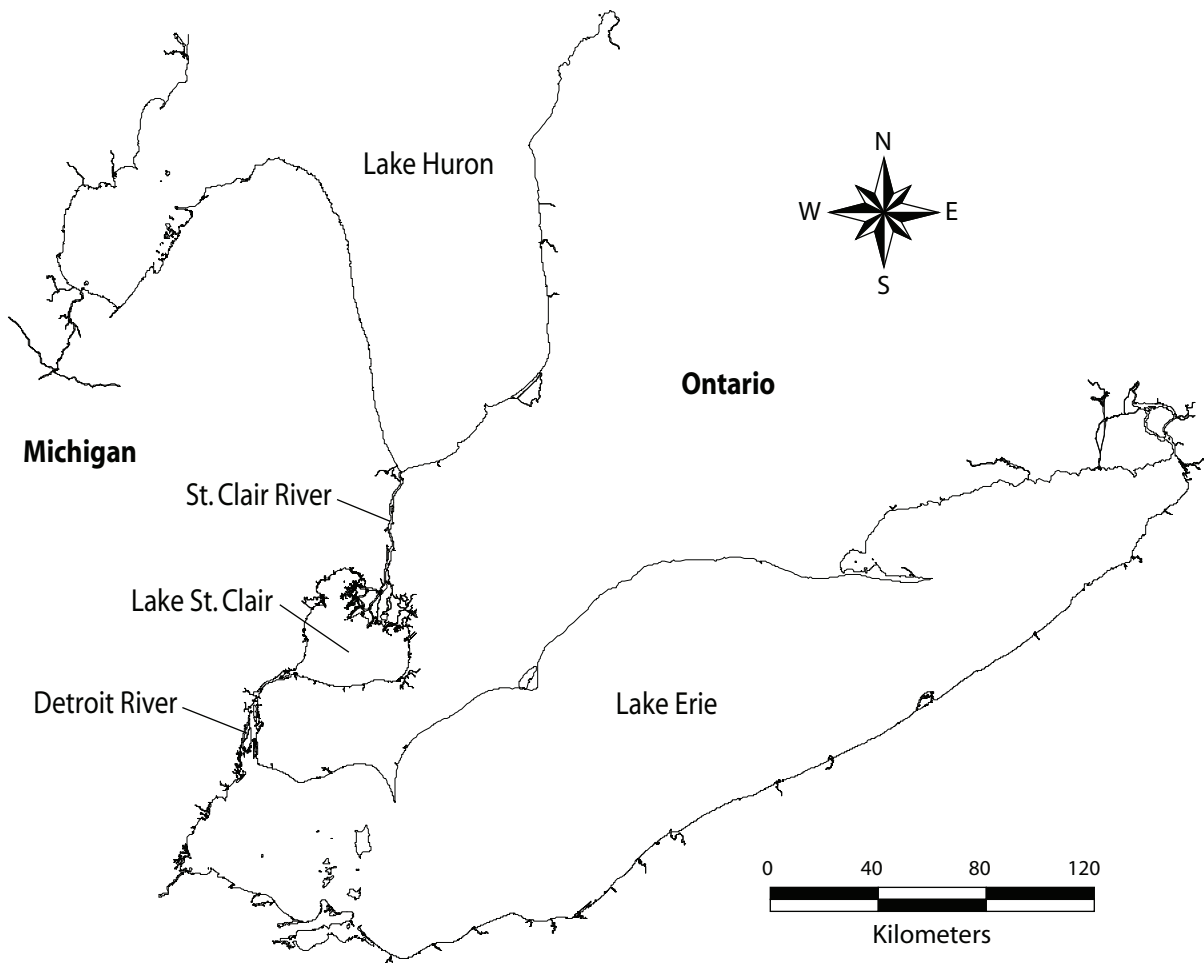 Lake Huron
N
W
E
S
Ontario
Michigan
St. Clair River
Lake St. Clair
Detroit River
Lake Erie
0 40 80 120
Kilometers